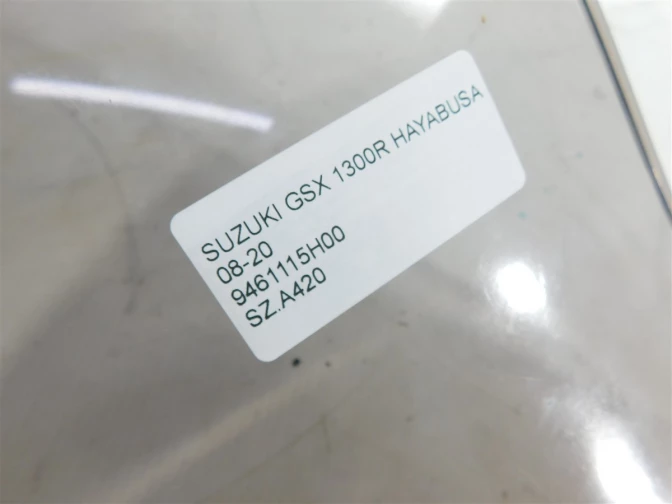 SUZUKI GSX 1300R HAYABUSA
08-20
9461115H00
SZ.A420